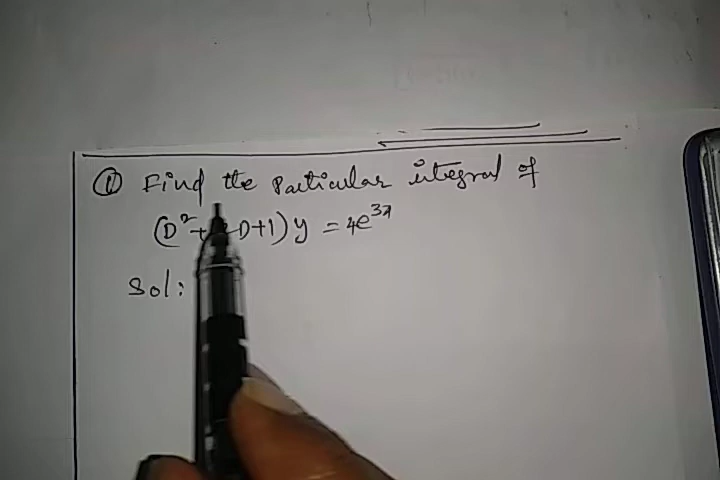 ① Find the Particular integral of
(D²+ D+1) y = 4e³ˣ
Sol: